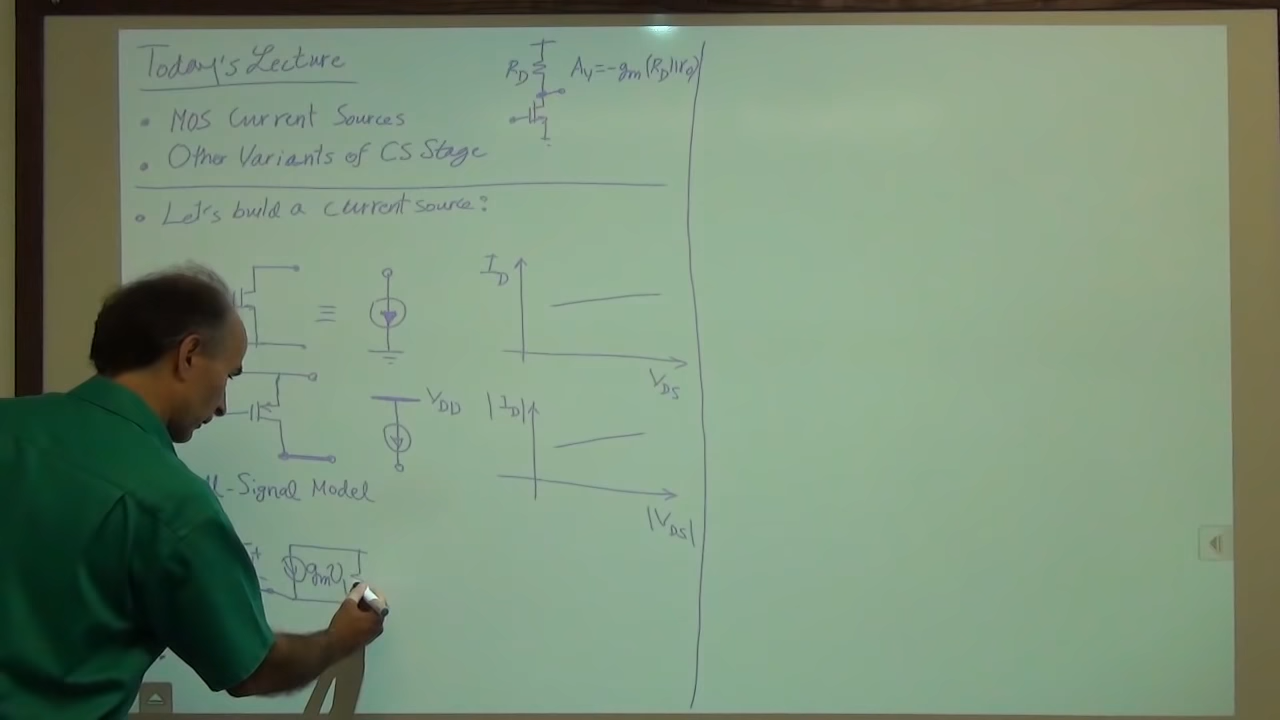 Today's Lecture
• MOS Current Sources
• Other Variants of CS Stage
RD
Av=-gm(RD||ro)
• Let's build a current source:
≡
ID
VDS
VDD
|ID|
|VDS|
-Signal Model
+
gmv1